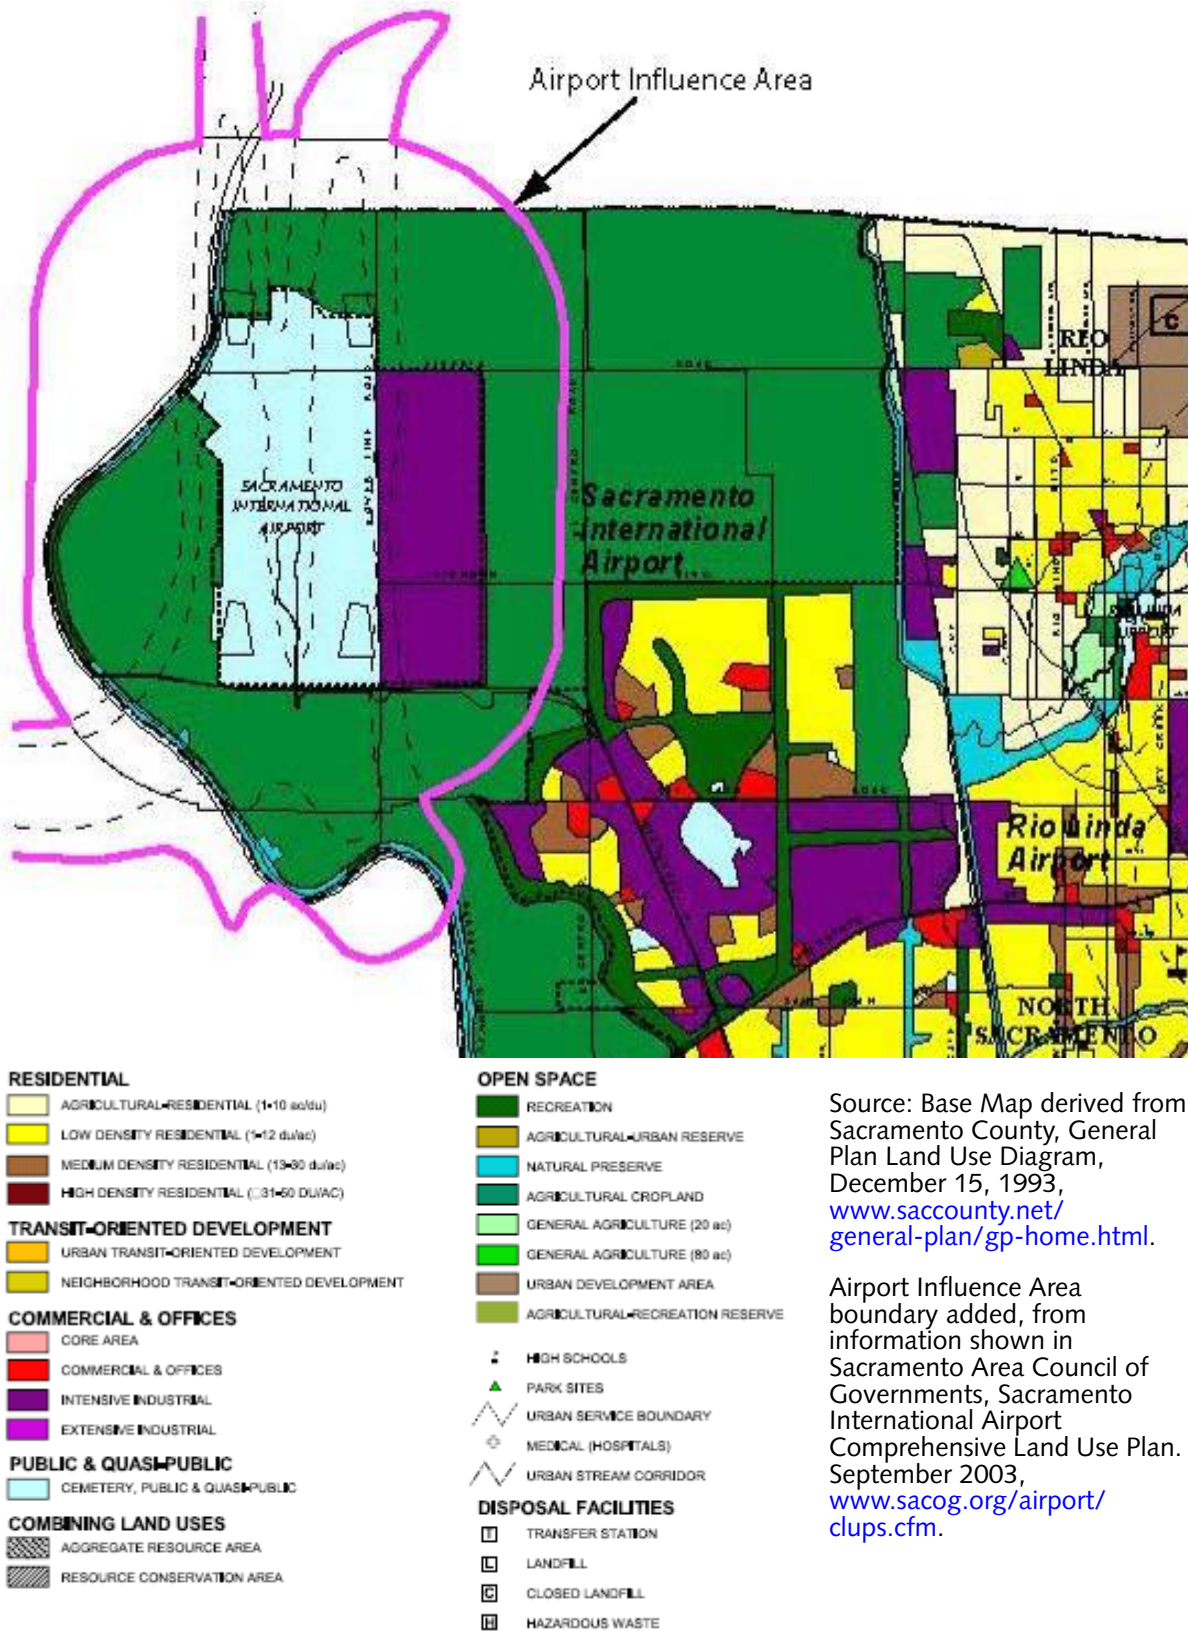 Airport Influence Area
RIO
LINDA
C
SACRAMENTO
INTERNATIONAL
AIRPORT
Sacramento
International
Airport
Rio Linda
Airport
NORTH
SACRAMENTO
RESIDENTIAL
AGRICULTURAL-RESIDENTIAL (1-10 ac/du)
LOW DENSITY RESIDENTIAL (1-12 du/ac)
MEDIUM DENSITY RESIDENTIAL (13-30 du/ac)
HIGH DENSITY RESIDENTIAL (□31-50 DU/AC)
TRANSIT-ORIENTED DEVELOPMENT
URBAN TRANSIT-ORIENTED DEVELOPMENT
NEIGHBORHOOD TRANSIT-ORIENTED DEVELOPMENT
COMMERCIAL & OFFICES
CORE AREA
COMMERCIAL & OFFICES
INTENSIVE INDUSTRIAL
EXTENSIVE INDUSTRIAL
PUBLIC & QUASI-PUBLIC
CEMETERY, PUBLIC & QUASI-PUBLIC
COMBINING LAND USES
AGGREGATE RESOURCE AREA
RESOURCE CONSERVATION AREA
OPEN SPACE
RECREATION
AGRICULTURAL-URBAN RESERVE
NATURAL PRESERVE
AGRICULTURAL CROPLAND
GENERAL AGRICULTURE (20 ac)
GENERAL AGRICULTURE (80 ac)
URBAN DEVELOPMENT AREA
AGRICULTURAL-RECREATION RESERVE
HIGH SCHOOLS
PARK SITES
URBAN SERVICE BOUNDARY
MEDICAL (HOSPITALS)
URBAN STREAM CORRIDOR
DISPOSAL FACILITIES
T TRANSFER STATION
L LANDFILL
C CLOSED LANDFILL
H HAZARDOUS WASTE
Source: Base Map derived from
Sacramento County, General
Plan Land Use Diagram,
December 15, 1993,
www.saccounty.net/
general-plan/gp-home.html.
Airport Influence Area
boundary added, from
information shown in
Sacramento Area Council of
Governments, Sacramento
International Airport
Comprehensive Land Use Plan.
September 2003,
www.sacog.org/airport/
clups.cfm.